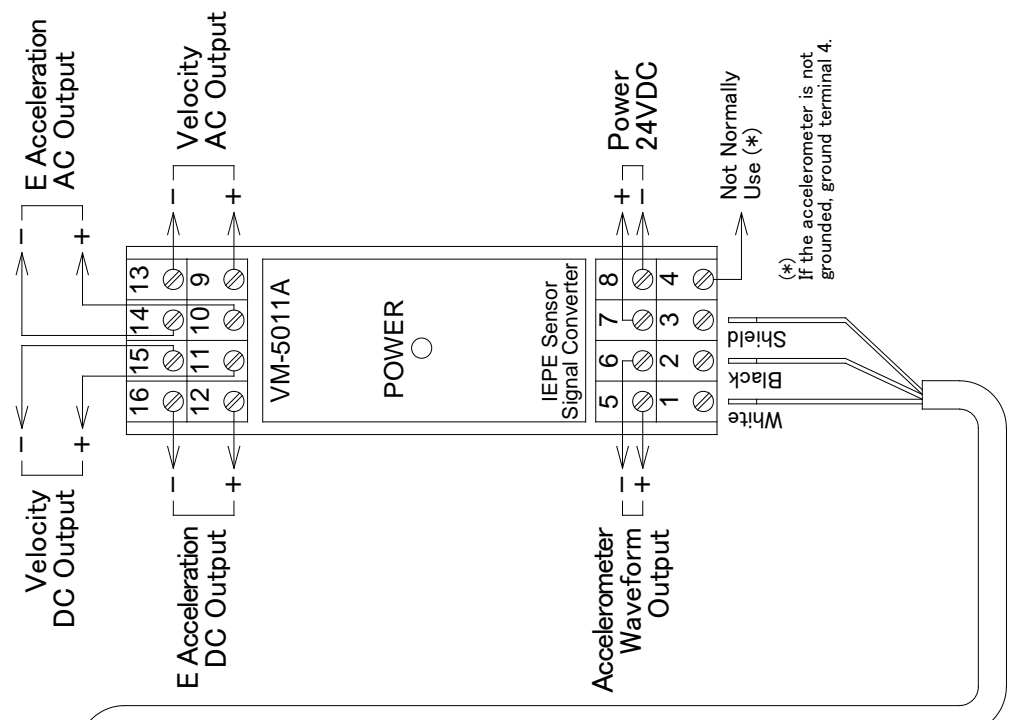 E Acceleration
AC Output
−
+
Velocity
AC Output
−
+
Velocity
DC Output
−
+
E Acceleration
DC Output
−
+
13
14
15
16
9
10
11
12
VM-5011A
POWER
IEPE Sensor
Signal Converter
8
7
6
5
4
3
2
1
Power
24VDC
+
−
Accelerometer
Waveform
Output
−
+
Not Normally
Use (*)
(*)
If the accelerometer is not
grounded, ground terminal 4.
Shield
Black
White